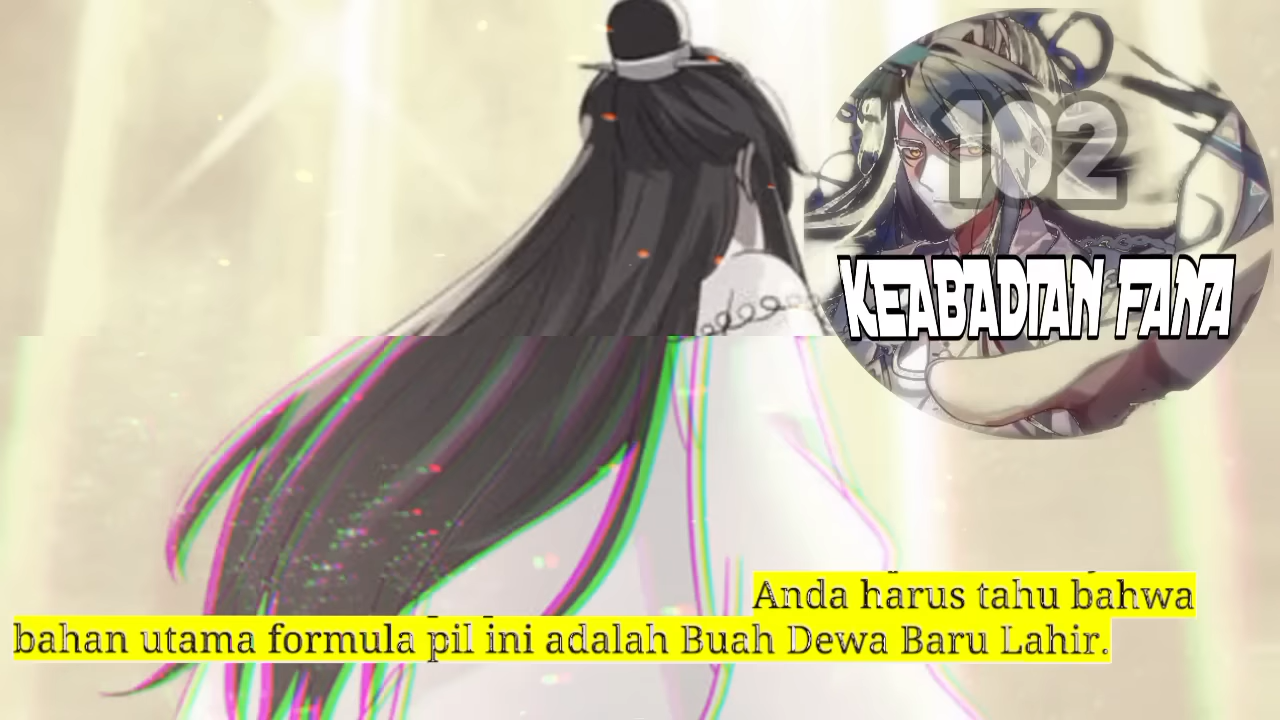 102
KEABADIAN FANA
Anda harus tahu bahwa
bahan utama formula pil ini adalah Buah Dewa Baru Lahir.